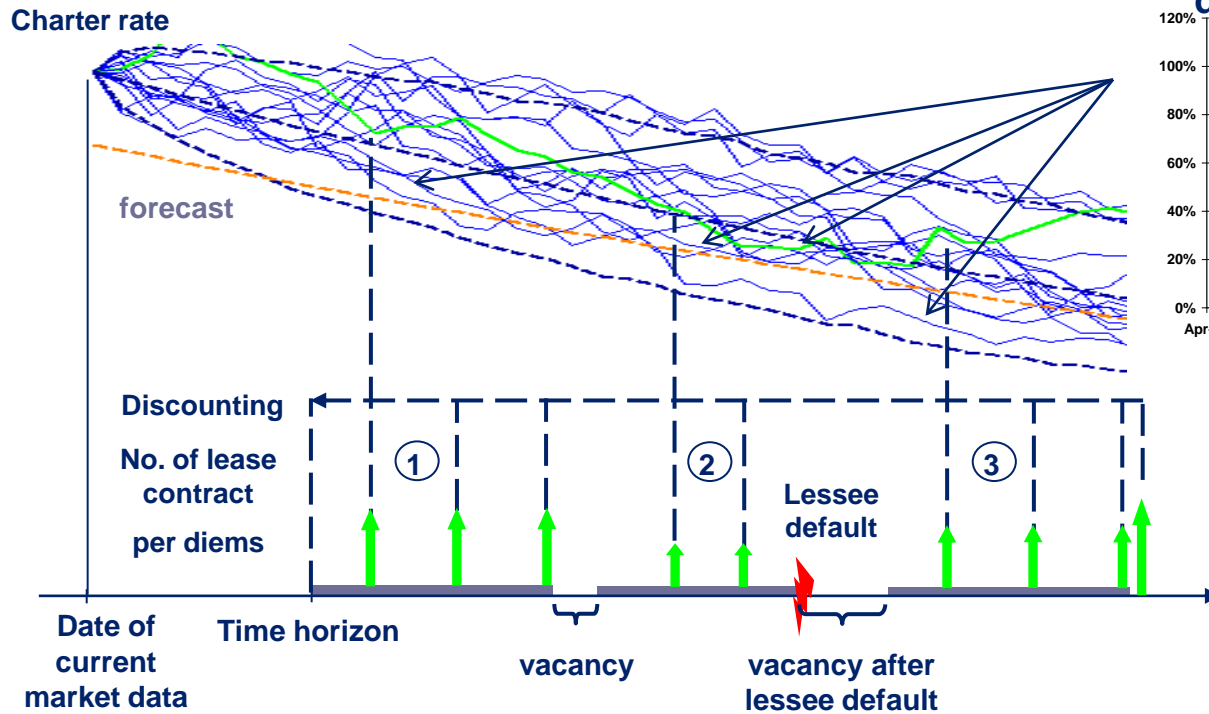 Charter rate
120%
100%
80%
60%
40%
20%
0%
Apr-
forecast
Discounting
No. of lease
contract
per diems
1
2
3
Lessee
default
Date of
current
market data
Time horizon
vacancy
vacancy after
lessee default